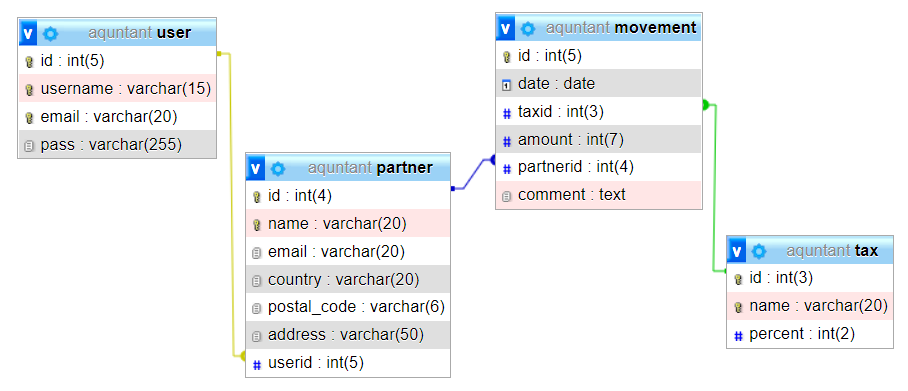 aquntant user
id : int(5)
username : varchar(15)
email : varchar(20)
pass : varchar(255)
aquntant partner
id : int(4)
name : varchar(20)
email : varchar(20)
country : varchar(20)
postal_code : varchar(6)
address : varchar(50)
userid : int(5)
aquntant movement
id : int(5)
date : date
taxid : int(3)
amount : int(7)
partnerid : int(4)
comment : text
aquntant tax
id : int(3)
name : varchar(20)
percent : int(2)